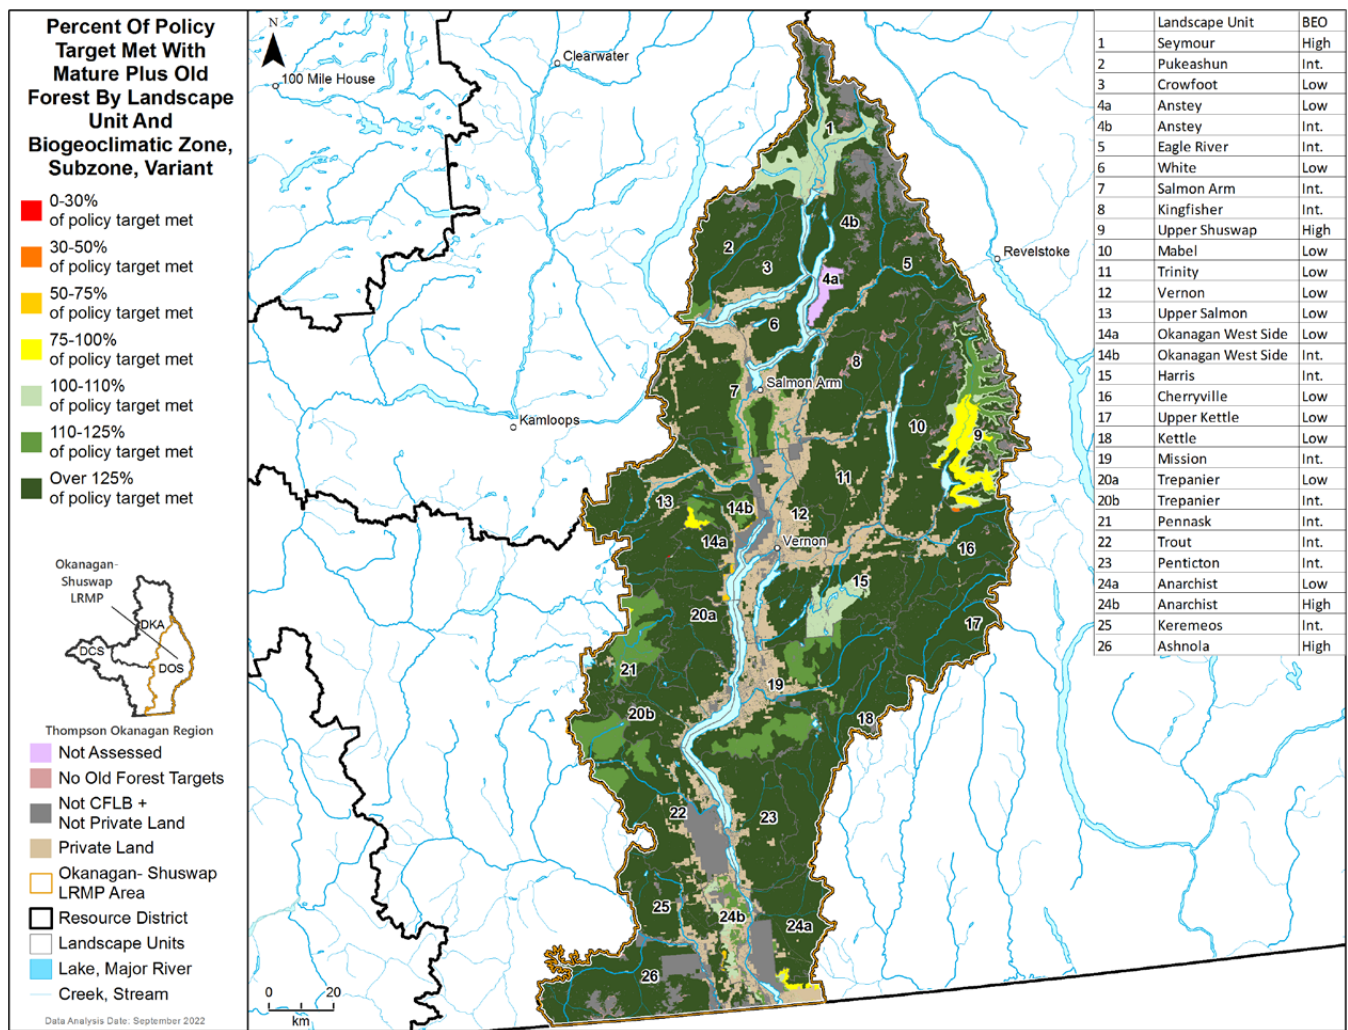 Percent Of Policy
Target Met With
Mature Plus Old
Forest By Landscape
Unit And
Biogeoclimatic Zone,
Subzone, Variant
0-30%
of policy target met
30-50%
of policy target met
50-75%
of policy target met
75-100%
of policy target met
100-110%
of policy target met
110-125%
of policy target met
Over 125%
of policy target met
Okanagan-
Shuswap
LRMP
DKA
DCS
DOS
Thompson Okanagan Region
Not Assessed
No Old Forest Targets
Not CFLB +
Not Private Land
Private Land
Okanagan- Shuswap
LRMP Area
Resource District
Landscape Units
Lake, Major River
Creek, Stream
Data Analysis Date: September 2022
N
100 Mile House
Clearwater
Revelstoke
Kamloops
Salmon Arm
Vernon
1
2
3
4b
4a
5
6
7
8
9
10
11
12
13
14b
14a
15
16
17
18
19
20a
20b
21
22
23
24b
24a
25
26
0 20
km
Landscape Unit BEO
1 Seymour High
2 Pukeashun Int.
3 Crowfoot Low
4a Anstey Low
4b Anstey Int.
5 Eagle River Int.
6 White Low
7 Salmon Arm Int.
8 Kingfisher Int.
9 Upper Shuswap High
10 Mabel Low
11 Trinity Low
12 Vernon Low
13 Upper Salmon Low
14a Okanagan West Side Low
14b Okanagan West Side Int.
15 Harris Int.
16 Cherryville Low
17 Upper Kettle Low
18 Kettle Low
19 Mission Int.
20a Trepanier Low
20b Trepanier Int.
21 Pennask Int.
22 Trout Int.
23 Penticton Int.
24a Anarchist Low
24b Anarchist High
25 Keremeos Int.
26 Ashnola High